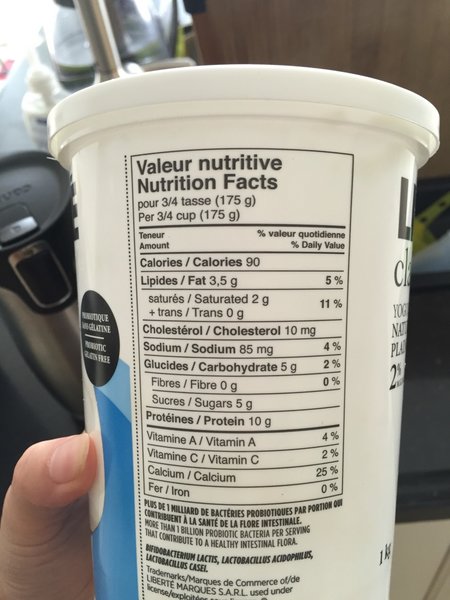 Valeur nutritive
Nutrition Facts
pour 3/4 tasse (175 g)
Per 3/4 cup (175 g)
Teneur % valeur quotidienne
Amount % Daily Value
Calories / Calories 90
Lipides / Fat 3,5 g 5 %
saturés / Saturated 2 g
+ trans / Trans 0 g 11 %
Cholestérol / Cholesterol 10 mg
Sodium / Sodium 85 mg 4 %
Glucides / Carbohydrate 5 g 2 %
Fibres / Fibre 0 g 0 %
Sucres / Sugars 5 g
Protéines / Protein 10 g
Vitamine A / Vitamin A 4 %
Vitamine C / Vitamin C 2 %
Calcium / Calcium 25 %
Fer / Iron 0 %
PLUS DE 1 MILLIARD DE BACTÉRIES PROBIOTIQUES PAR PORTION QUI
CONTRIBUENT À LA SANTÉ DE LA FLORE INTESTINALE.
MORE THAN 1 BILLION PROBIOTIC BACTERIA PER SERVING
THAT CONTRIBUTE TO A HEALTHY INTESTINAL FLORA.
BIFIDOBACTERIUM LACTIS, LACTOBACILLUS ACIDOPHILUS,
LACTOBACILLUS CASEI.
Trademarks/Marques de Commerce of/de
LIBERTÉ MARQUES S.A.R.L. used under
PROBIOTIQUE
SANS GÉLATINE
PROBIOTIC
GELATIN FREE
2%
1 kg